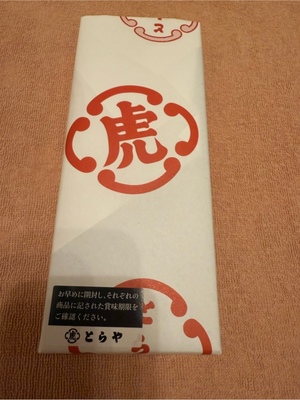 虎
お早めに開封し、それぞれの
商品に記された賞味期限を
ご確認ください。
虎 とらや